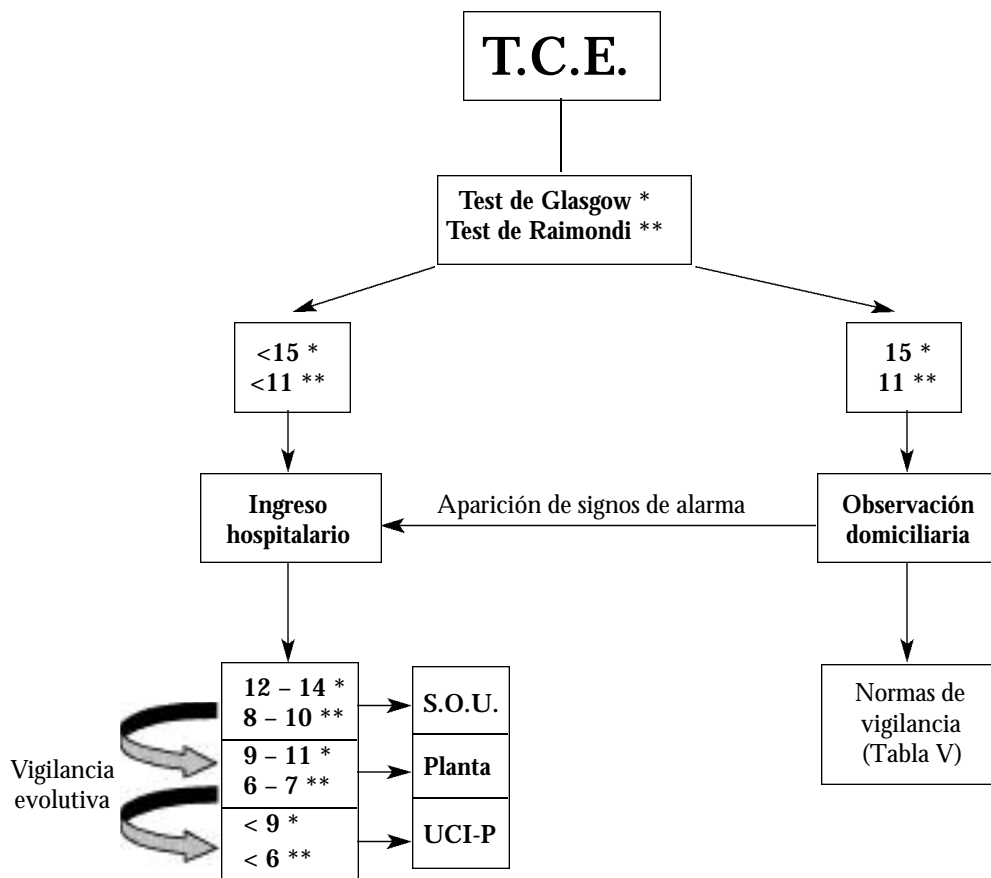 T.C.E.
Test de Glasgow *
Test de Raimondi **
<15 *
<11 **
15 *
11 **
Ingreso
hospitalario
Aparición de signos de alarma
Observación
domiciliaria
12 – 14 *
8 – 10 **
S.O.U.
Vigilancia
evolutiva
9 – 11 *
6 – 7 **
Planta
< 9 *
< 6 **
UCI-P
Normas de
vigilancia
(Tabla V)